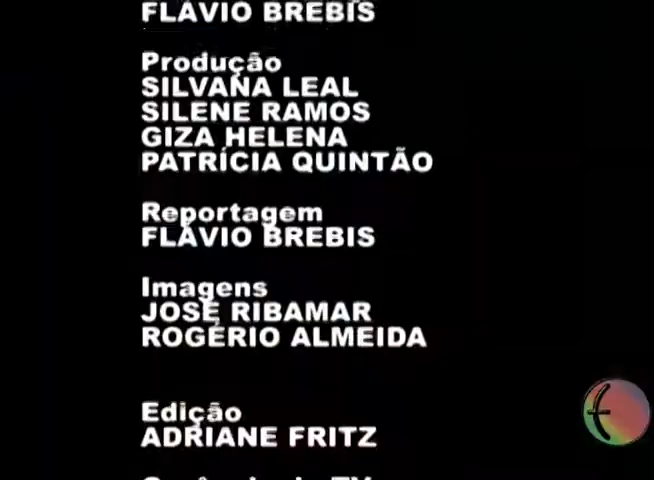 FLÁVIO BREBIS
Produção
SILVANA LEAL
SILENE RAMOS
GIZA HELENA
PATRÍCIA QUINTÃO
Reportagem
FLÁVIO BREBIS
Imagens
JOSÉ RIBAMAR
ROGÉRIO ALMEIDA
Edição
ADRIANE FRITZ